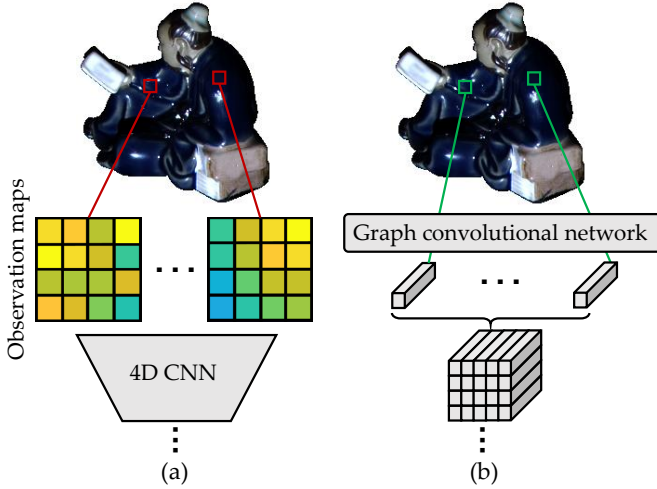 Observation maps
4D CNN
(a)
Graph convolutional network
(b)